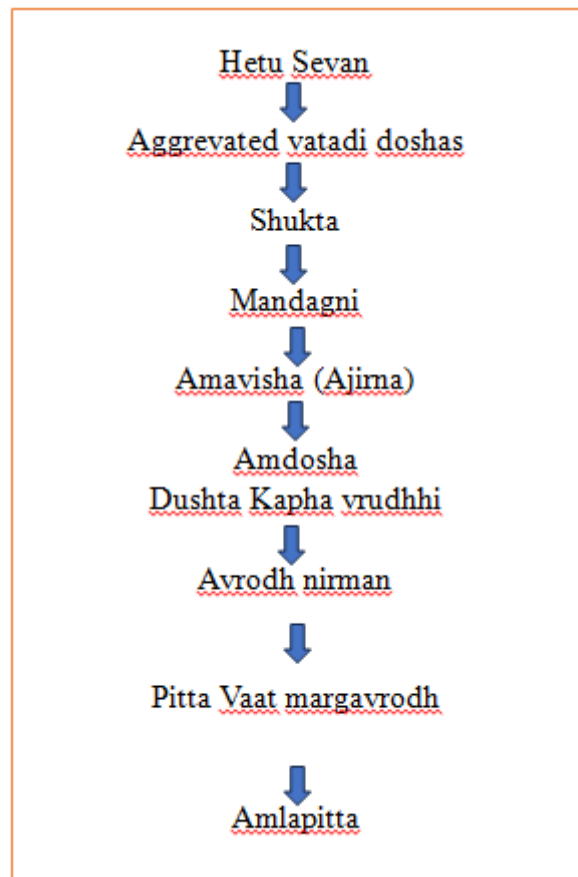 Hetu Sevan
Aggrevated vatadi doshas
Shukta
Mandagni
Amavisha (Ajirna)
Amdosha
Dushta Kapha vrudhhi
Avrodh nirman
Pitta Vaat margavrodh
Amlapitta